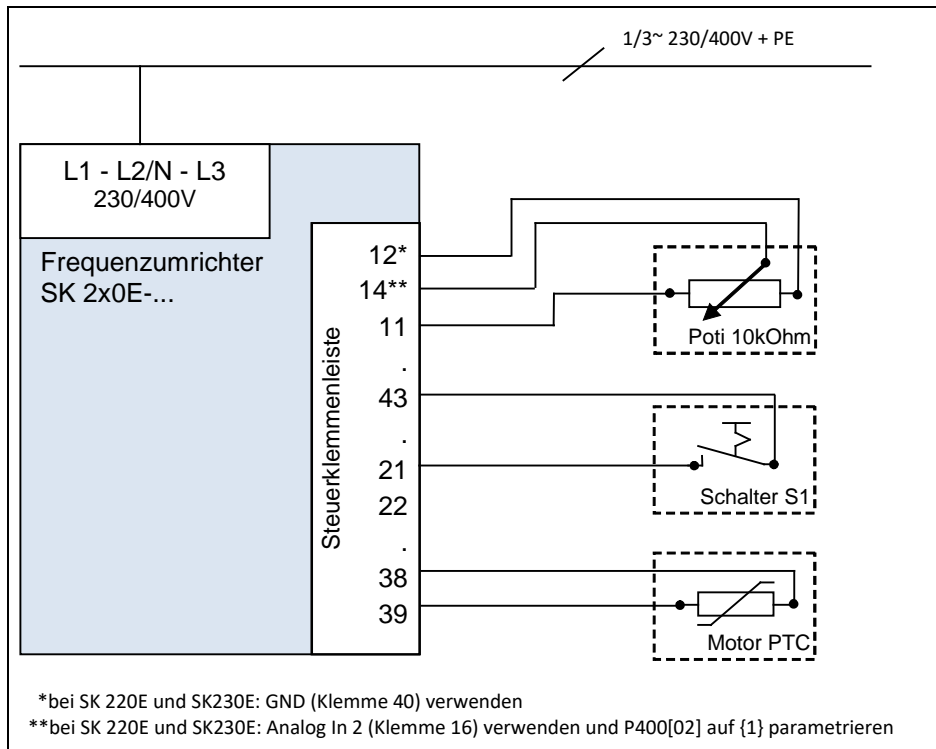 1/3~ 230/400V + PE
L1 - L2/N - L3
230/400V
Frequenzumrichter
SK 2x0E-...
Steuerklemmenleiste
12*
14**
11
.
43
.
21
22
.
38
39
Poti 10kOhm
Schalter S1
Motor PTC
*bei SK 220E und SK230E: GND (Klemme 40) verwenden
**bei SK 220E und SK230E: Analog In 2 (Klemme 16) verwenden und P400[02] auf {1} parametrieren